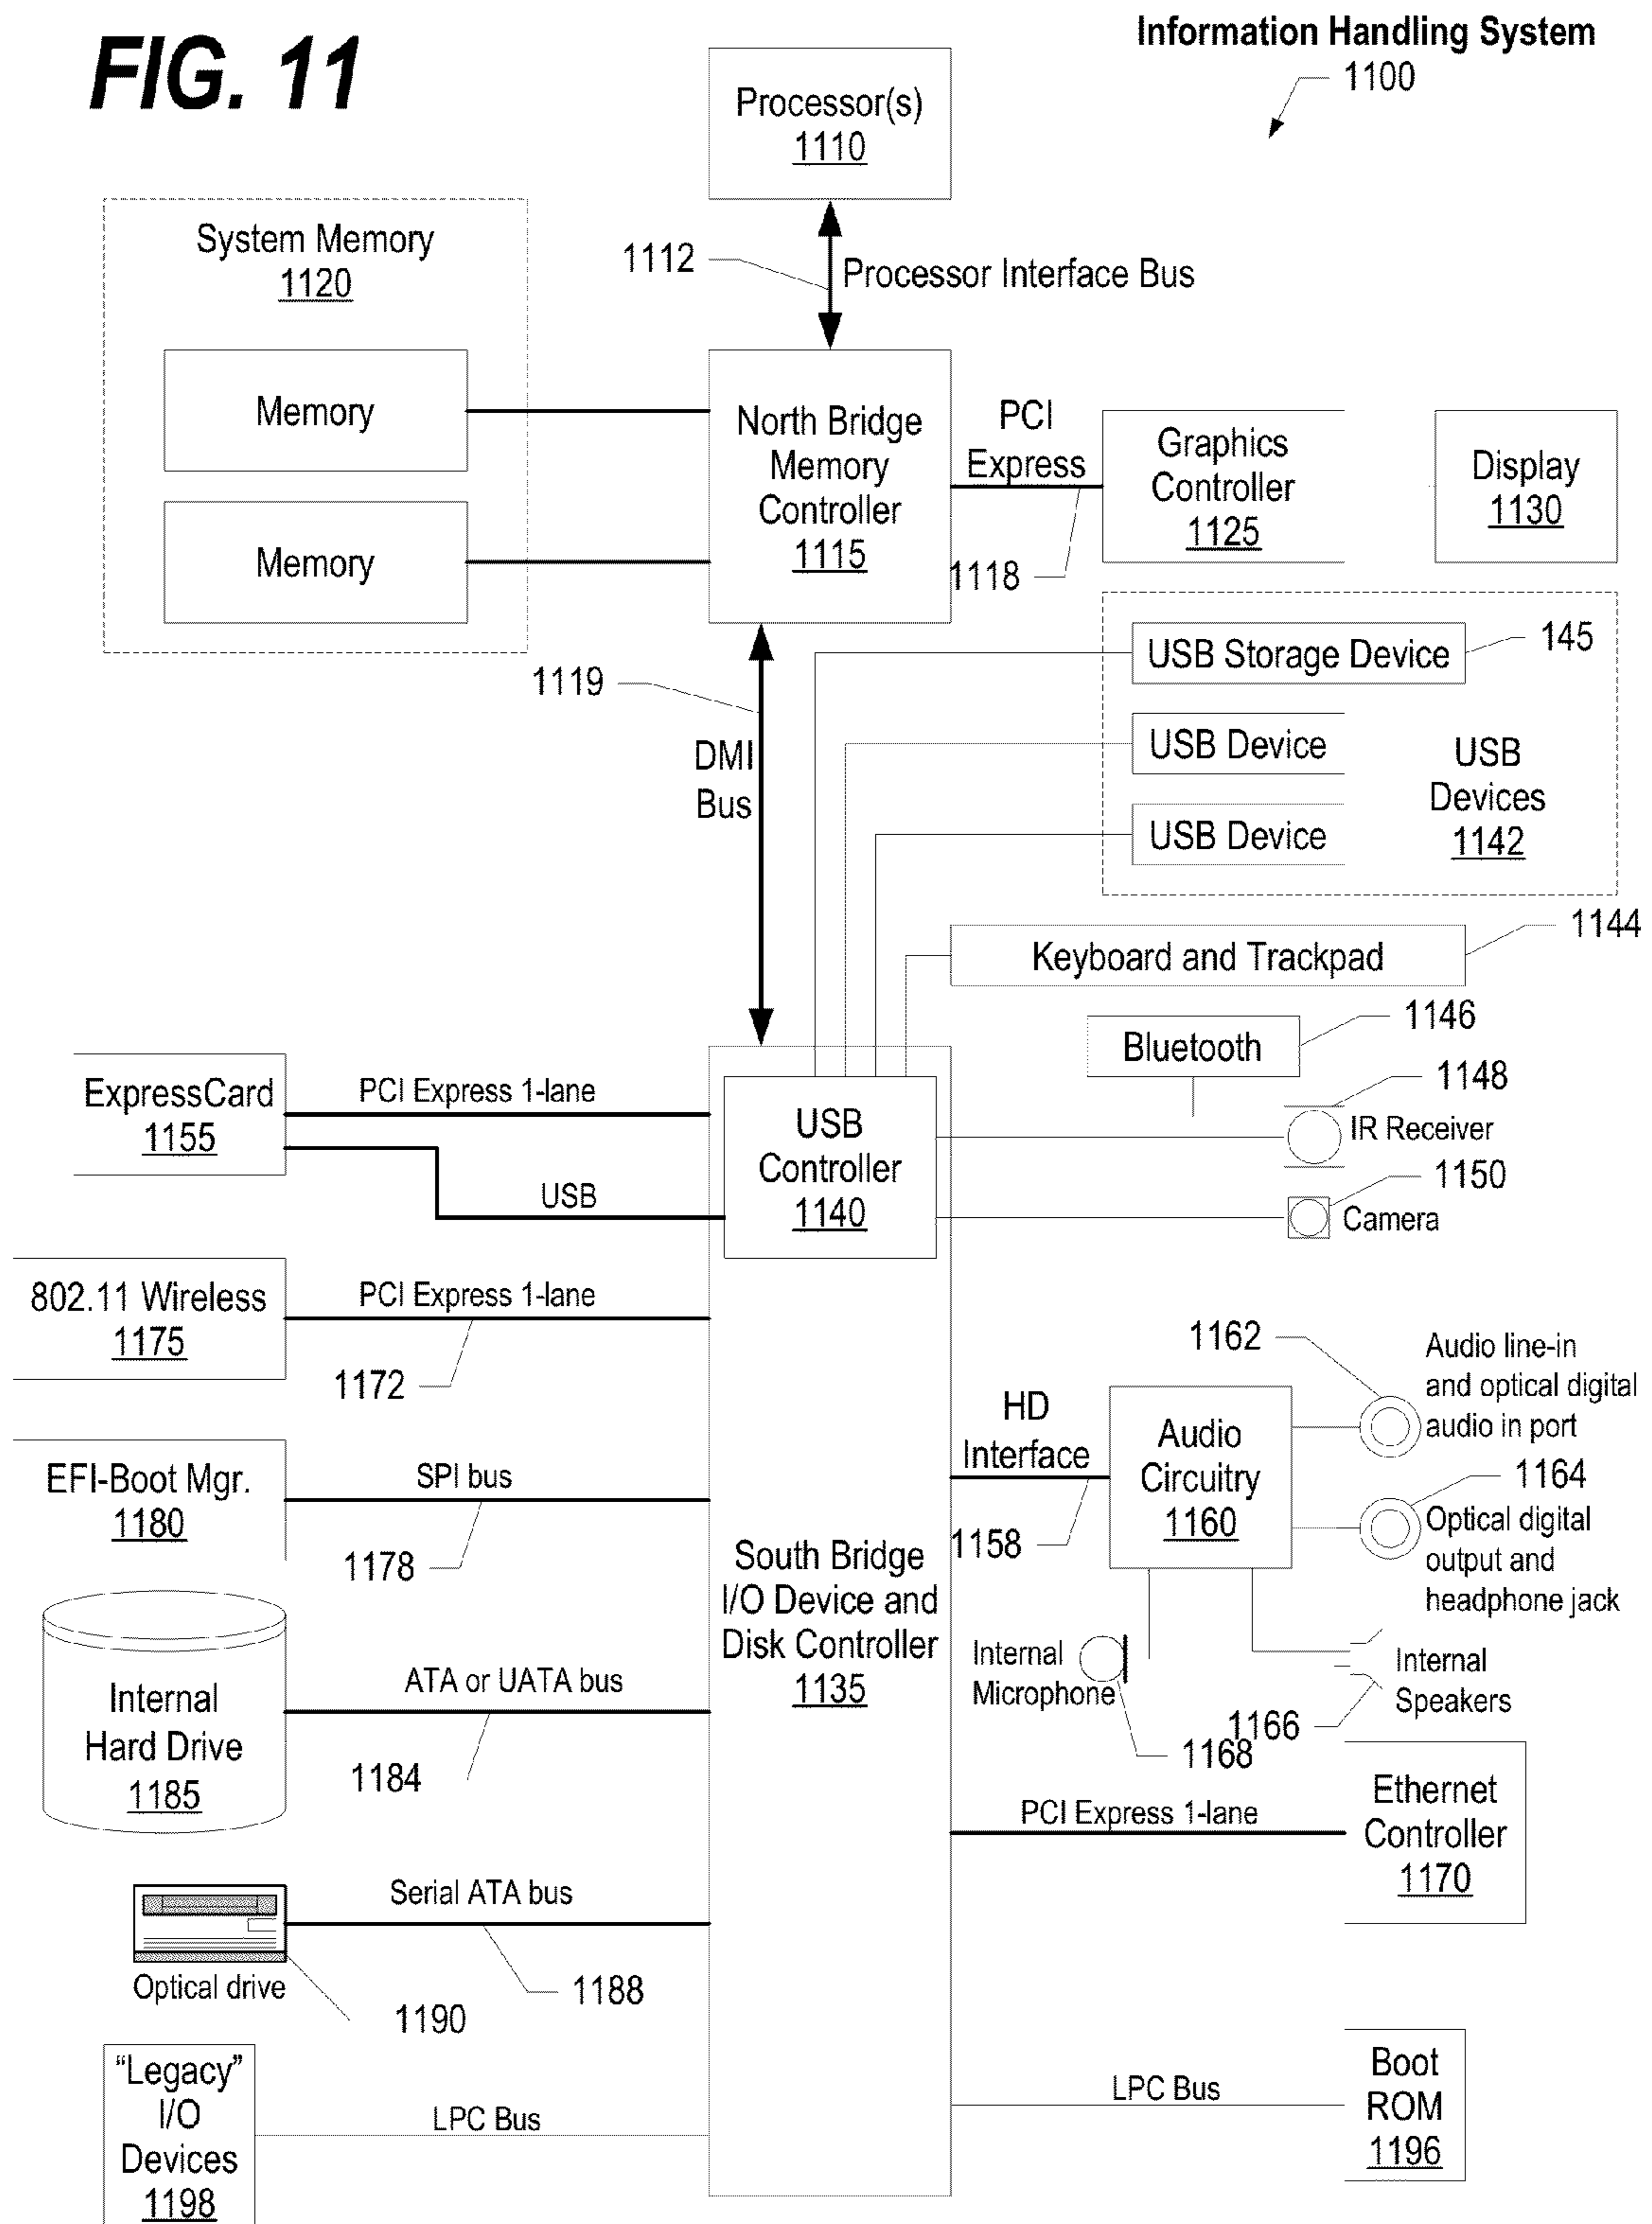 FIG. 11
Information Handling System
1100
Processor(s)
1110
System Memory
1120
1112
Processor Interface Bus
Memory
Memory
North Bridge
Memory
Controller
1115
PCI
Express
1118
Graphics
Controller
1125
Display
1130
1119
DMI
Bus
USB Storage Device
145
USB Device
USB Device
USB
Devices
1142
Keyboard and Trackpad
1144
Bluetooth
1146
1148
IR Receiver
1150
Camera
ExpressCard
1155
PCI Express 1-lane
USB
USB
Controller
1140
802.11 Wireless
1175
PCI Express 1-lane
1172
EFI-Boot Mgr.
1180
SPI bus
1178
South Bridge
I/O Device and
Disk Controller
1135
HD
Interface
1158
Audio
Circuitry
1160
1162
Audio line-in
and optical digital
audio in port
1164
Optical digital
output and
headphone jack
Internal
Microphone
1168
1166
Internal
Speakers
Internal
Hard Drive
1185
ATA or UATA bus
1184
PCI Express 1-lane
Ethernet
Controller
1170
Serial ATA bus
1188
Optical drive
1190
“Legacy”
I/O
Devices
1198
LPC Bus
LPC Bus
Boot
ROM
1196